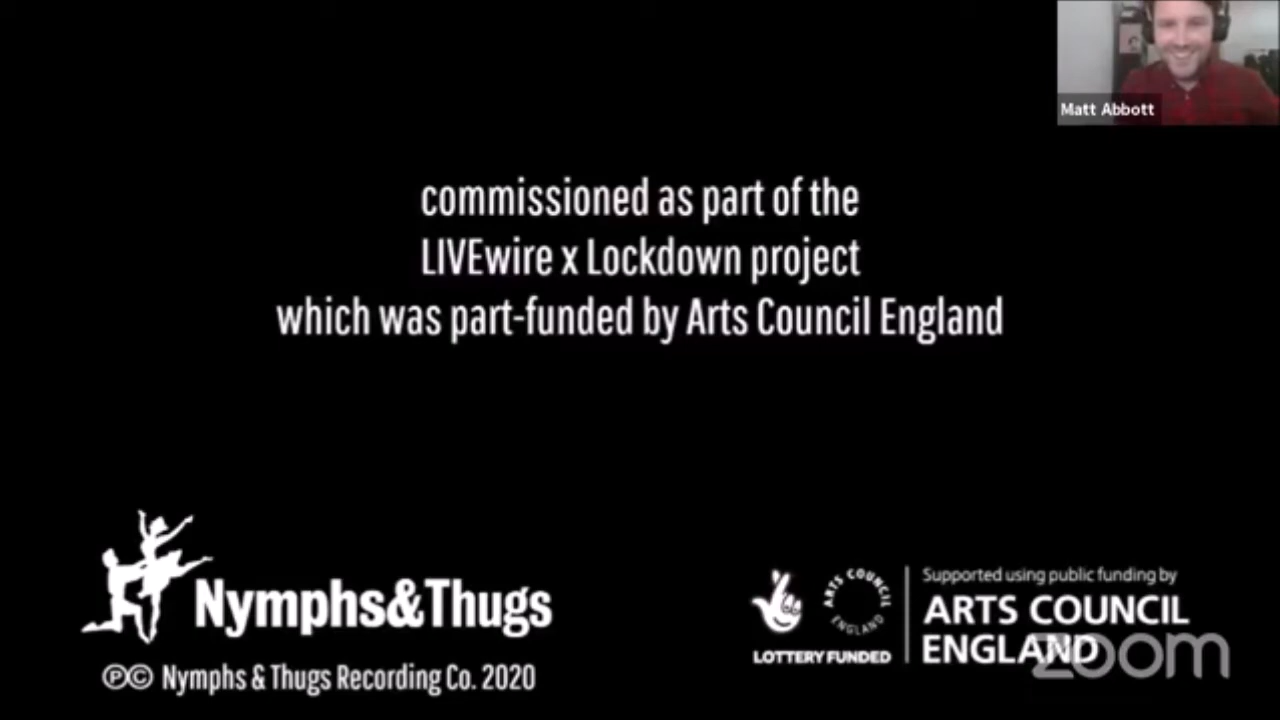 Matt Abbott
commissioned as part of the
LIVEwire x Lockdown project
which was part-funded by Arts Council England
Nymphs&Thugs
℗© Nymphs & Thugs Recording Co. 2020
ARTS COUNCIL ENGLAND
LOTTERY FUNDED
Supported using public funding by
ARTS COUNCIL
ENGLAND
zoom